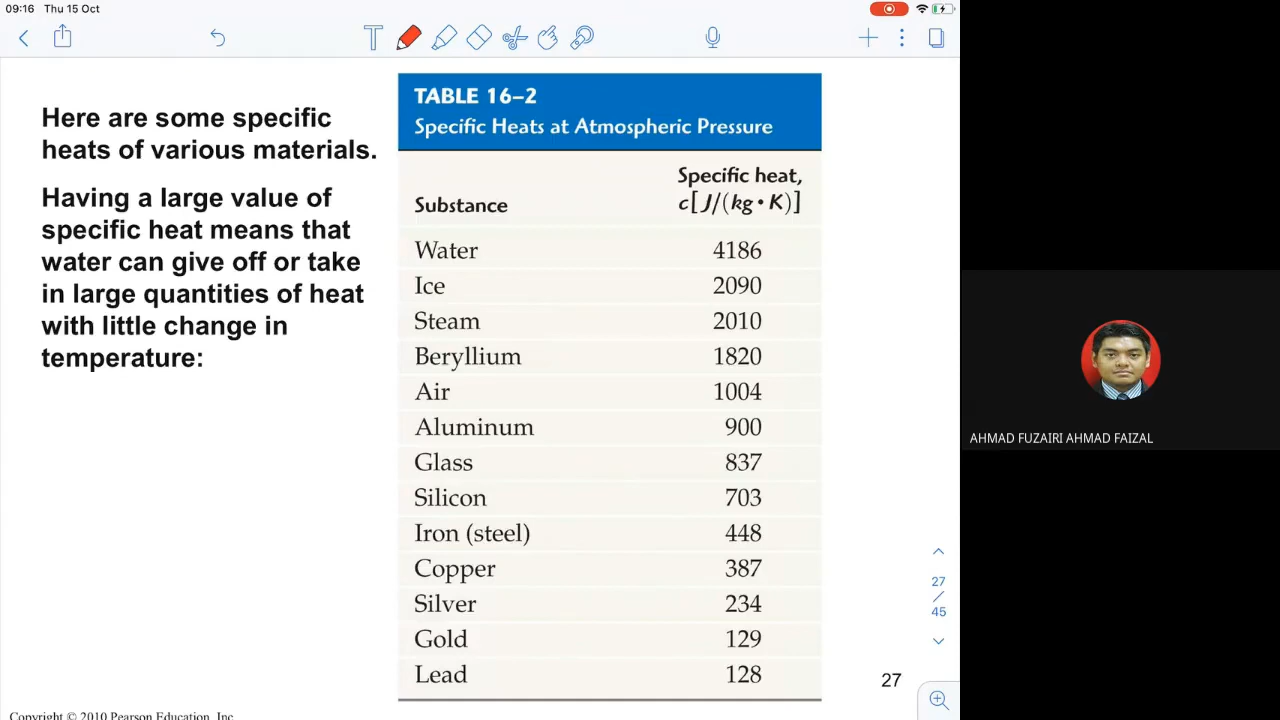 09:16 Thu 15 Oct
Here are some specific
heats of various materials.
Having a large value of
specific heat means that
water can give off or take
in large quantities of heat
with little change in
temperature:
TABLE 16–2
Specific Heats at Atmospheric Pressure
Substance Specific heat,
c[J/(kg • K)]
Water 4186
Ice 2090
Steam 2010
Beryllium 1820
Air 1004
Aluminum 900
Glass 837
Silicon 703
Iron (steel) 448
Copper 387
Silver 234
Gold 129
Lead 128
27
/
45
27
Copyright © 2010 Pearson Education, Inc
AHMAD FUZAIRI AHMAD FAIZAL